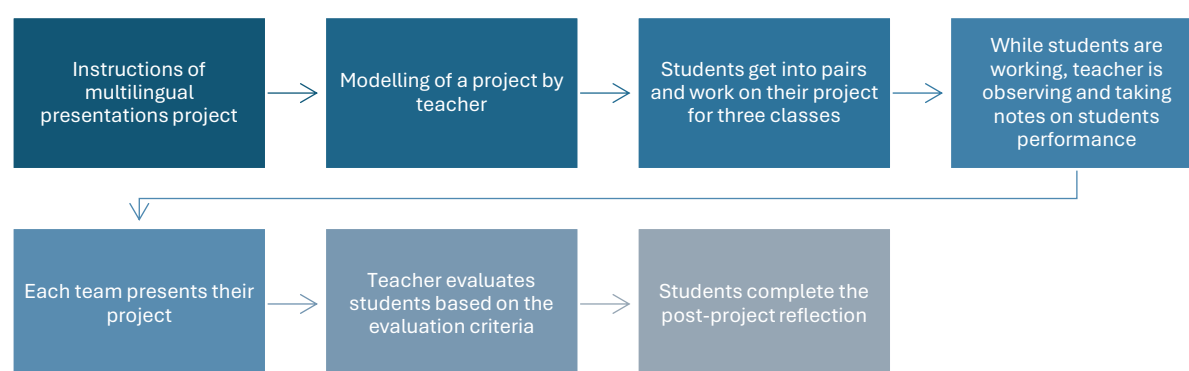 Instructions of
multilingual
presentations project
Modelling of a project by
teacher
Students get into pairs
and work on their project
for three classes
While students are
working, teacher is
observing and taking
notes on students
performance
Each team presents their
project
Teacher evaluates
students based on the
evaluation criteria
Students complete the
post-project reflection